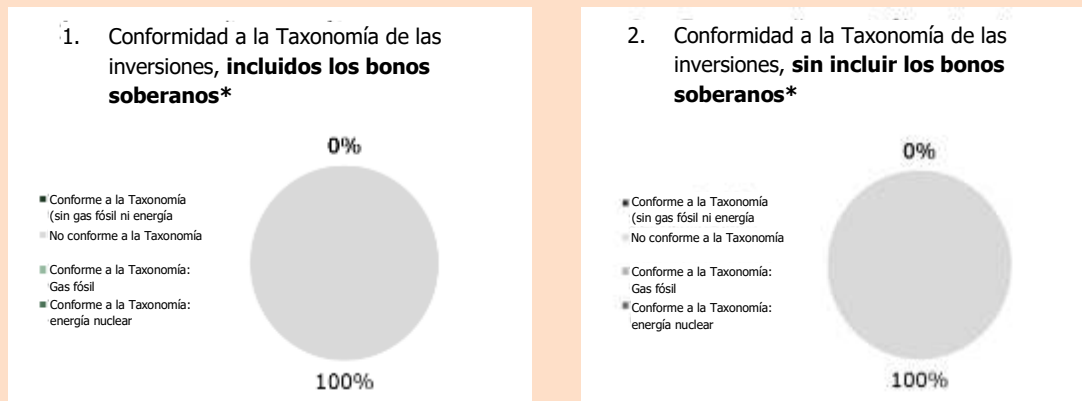 1. Conformidad a la Taxonomía de las
inversiones, incluidos los bonos
soberanos*
0%
Conforme a la Taxonomía
(sin gas fósil ni energía
No conforme a la Taxonomía
Conforme a la Taxonomía:
Gas fósil
Conforme a la Taxonomía:
energía nuclear
100%
2. Conformidad a la Taxonomía de las
inversiones, sin incluir los bonos
soberanos*
0%
Conforme a la Taxonomía
(sin gas fósil ni energía
No conforme a la Taxonomía
Conforme a la Taxonomía:
Gas fósil
Conforme a la Taxonomía:
energía nuclear
100%